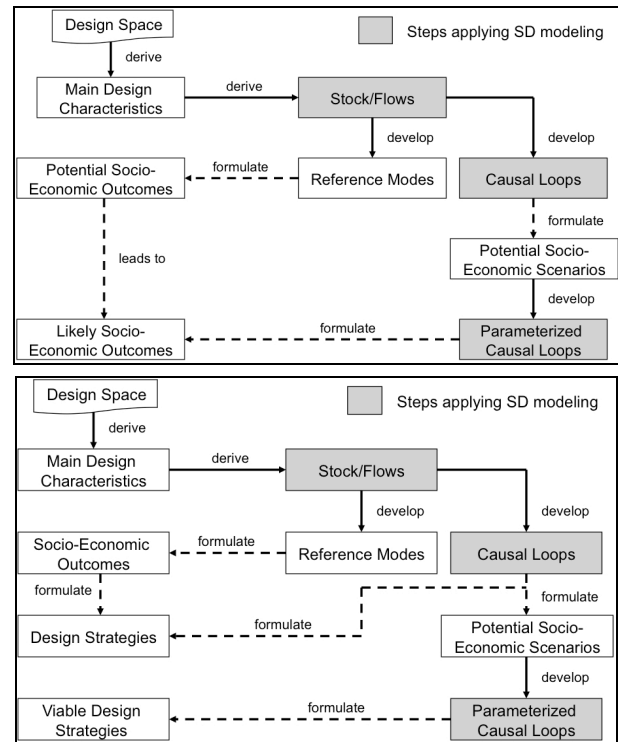 Design Space
Steps applying SD modeling
derive
Main Design
Characteristics
derive
Stock/Flows
develop
develop
Potential Socio-
Economic Outcomes
formulate
Reference Modes
Causal Loops
formulate
leads to
Potential Socio-
Economic Scenarios
develop
Likely Socio-
Economic Outcomes
formulate
Parameterized
Causal Loops
Design Space
Steps applying SD modeling
derive
Main Design
Characteristics
derive
Stock/Flows
develop
develop
Socio-Economic
Outcomes
formulate
Reference Modes
Causal Loops
formulate
formulate
Design Strategies
formulate
Potential Socio-
Economic Scenarios
develop
Viable Design
Strategies
formulate
Parameterized
Causal Loops